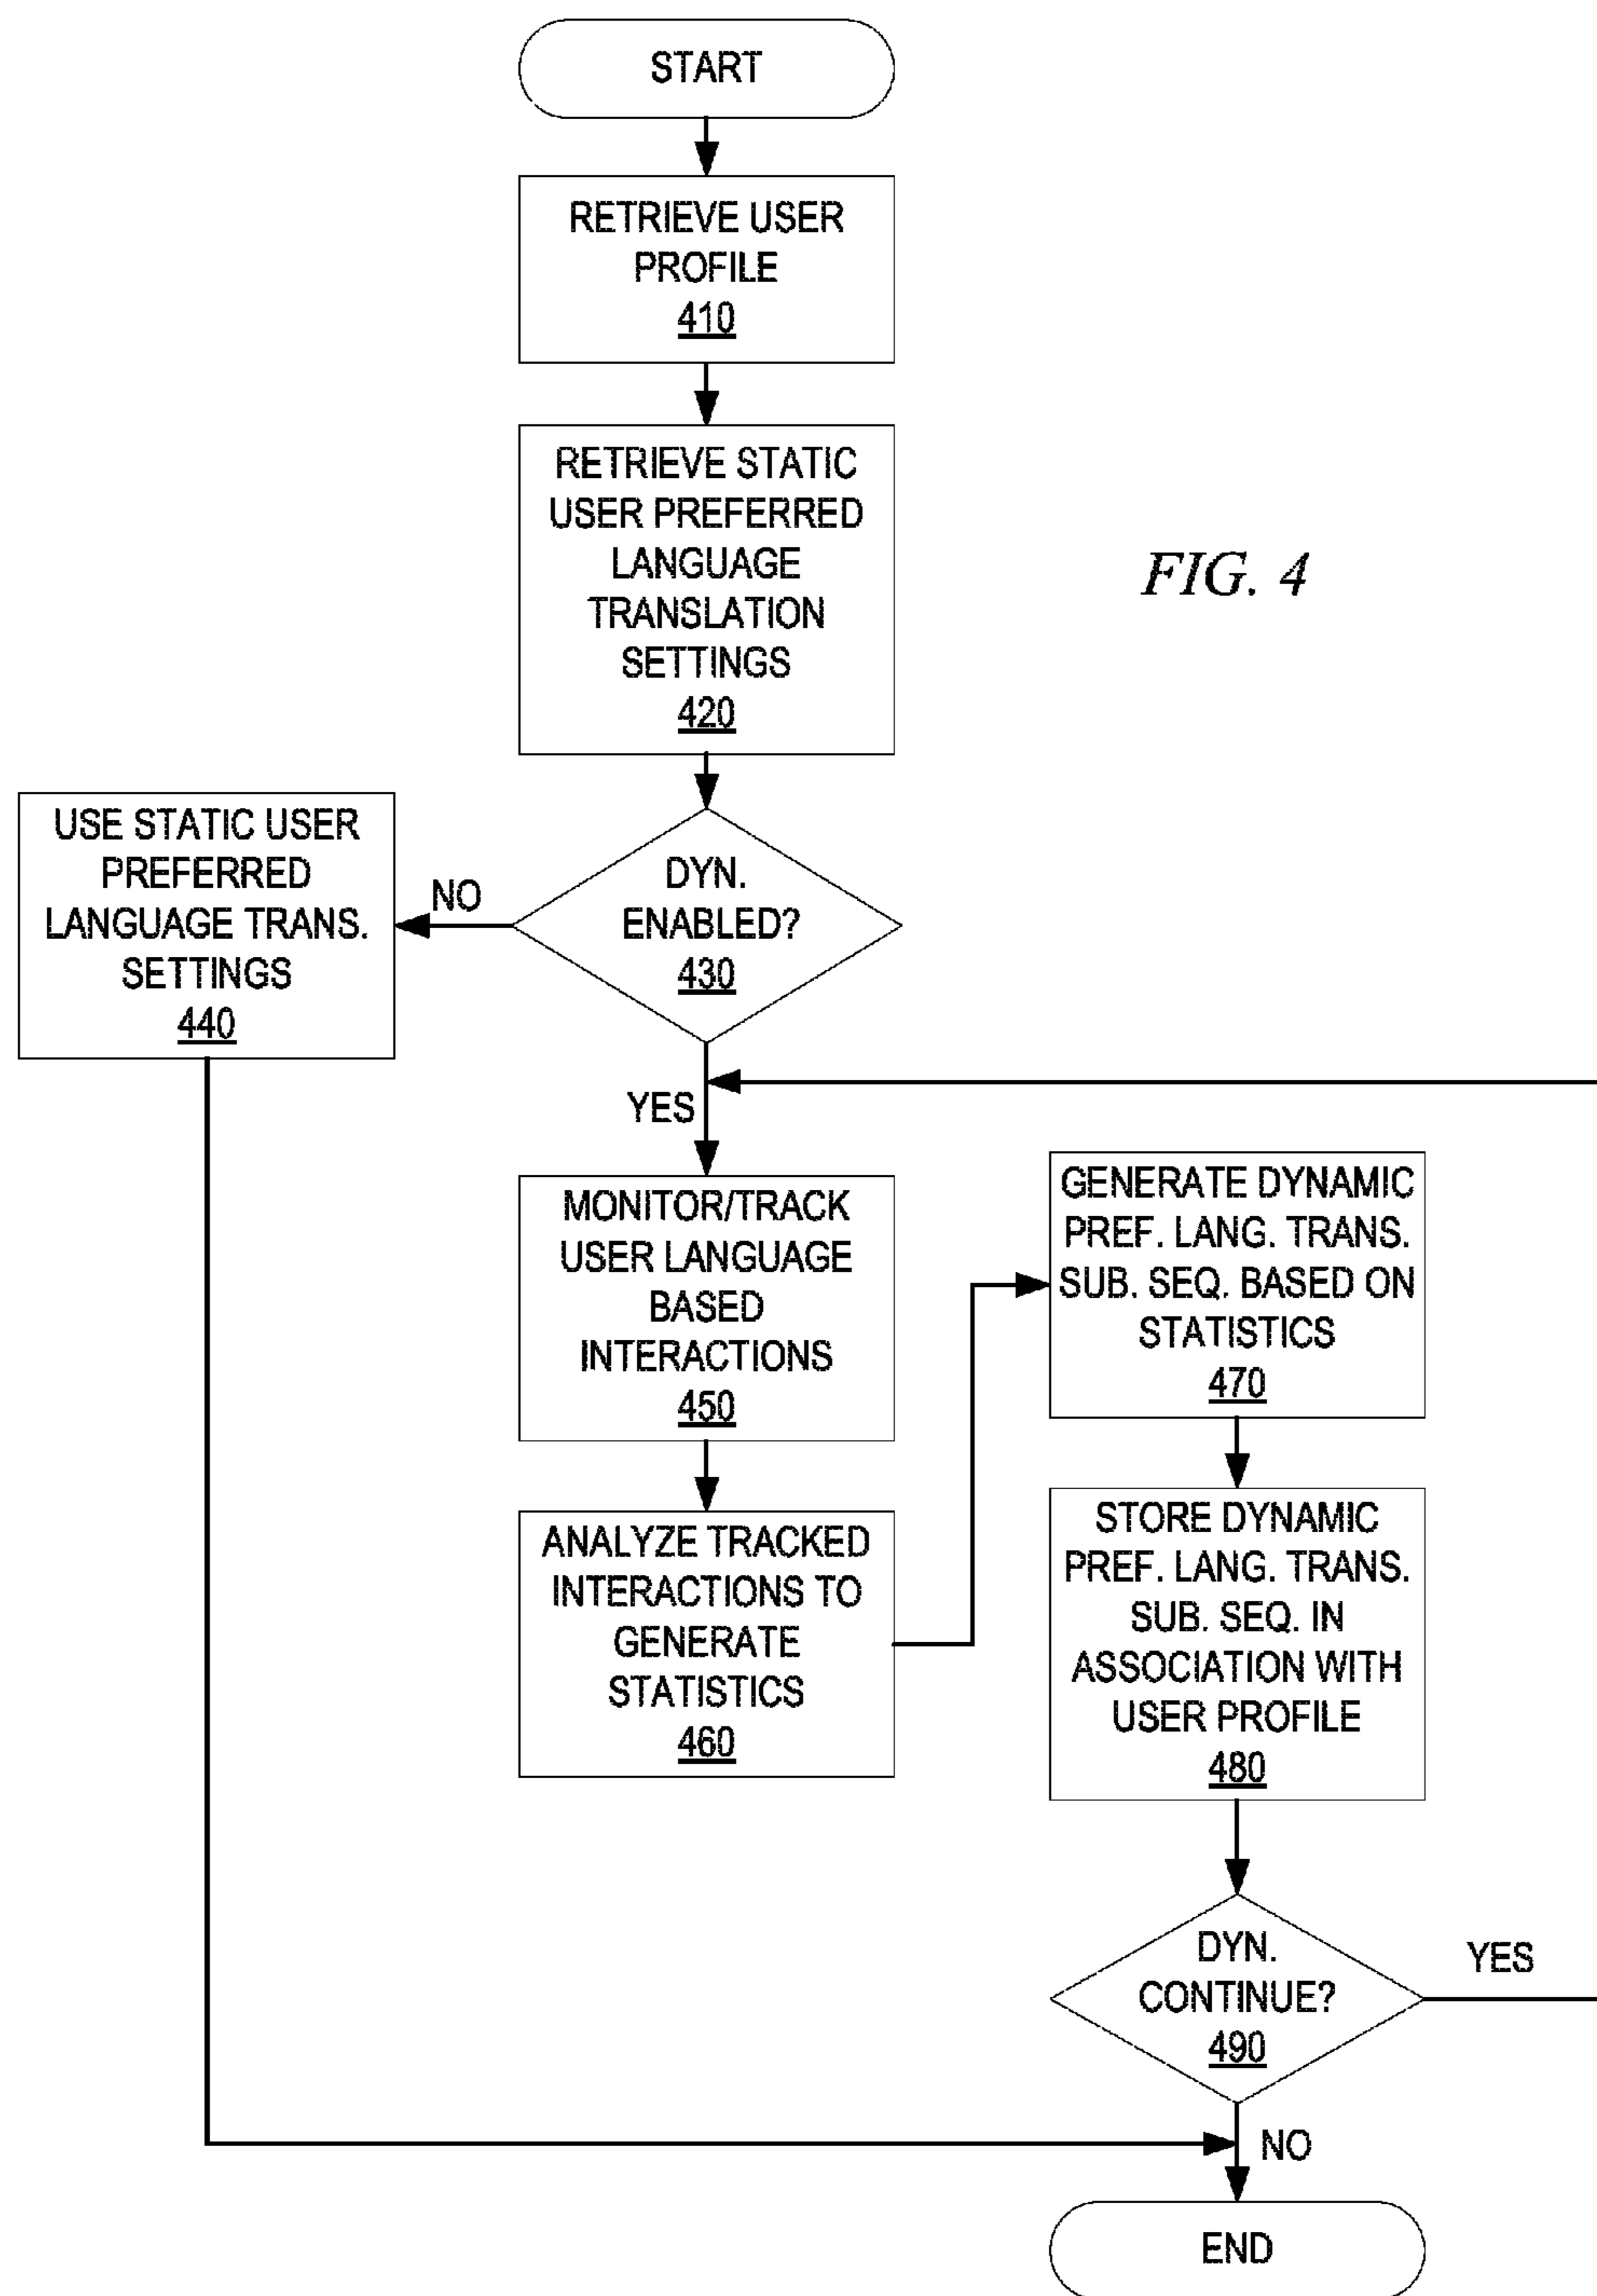 START
RETRIEVE USER
PROFILE
410
RETRIEVE STATIC
USER PREFERRED
LANGUAGE
TRANSLATION
SETTINGS
420
FIG. 4
DYN.
ENABLED?
430
NO
YES
USE STATIC USER
PREFERRED
LANGUAGE TRANS.
SETTINGS
440
MONITOR/TRACK
USER LANGUAGE
BASED
INTERACTIONS
450
ANALYZE TRACKED
INTERACTIONS TO
GENERATE
STATISTICS
460
GENERATE DYNAMIC
PREF. LANG. TRANS.
SUB. SEQ. BASED ON
STATISTICS
470
STORE DYNAMIC
PREF. LANG. TRANS.
SUB. SEQ. IN
ASSOCIATION WITH
USER PROFILE
480
DYN.
CONTINUE?
490
YES
NO
END